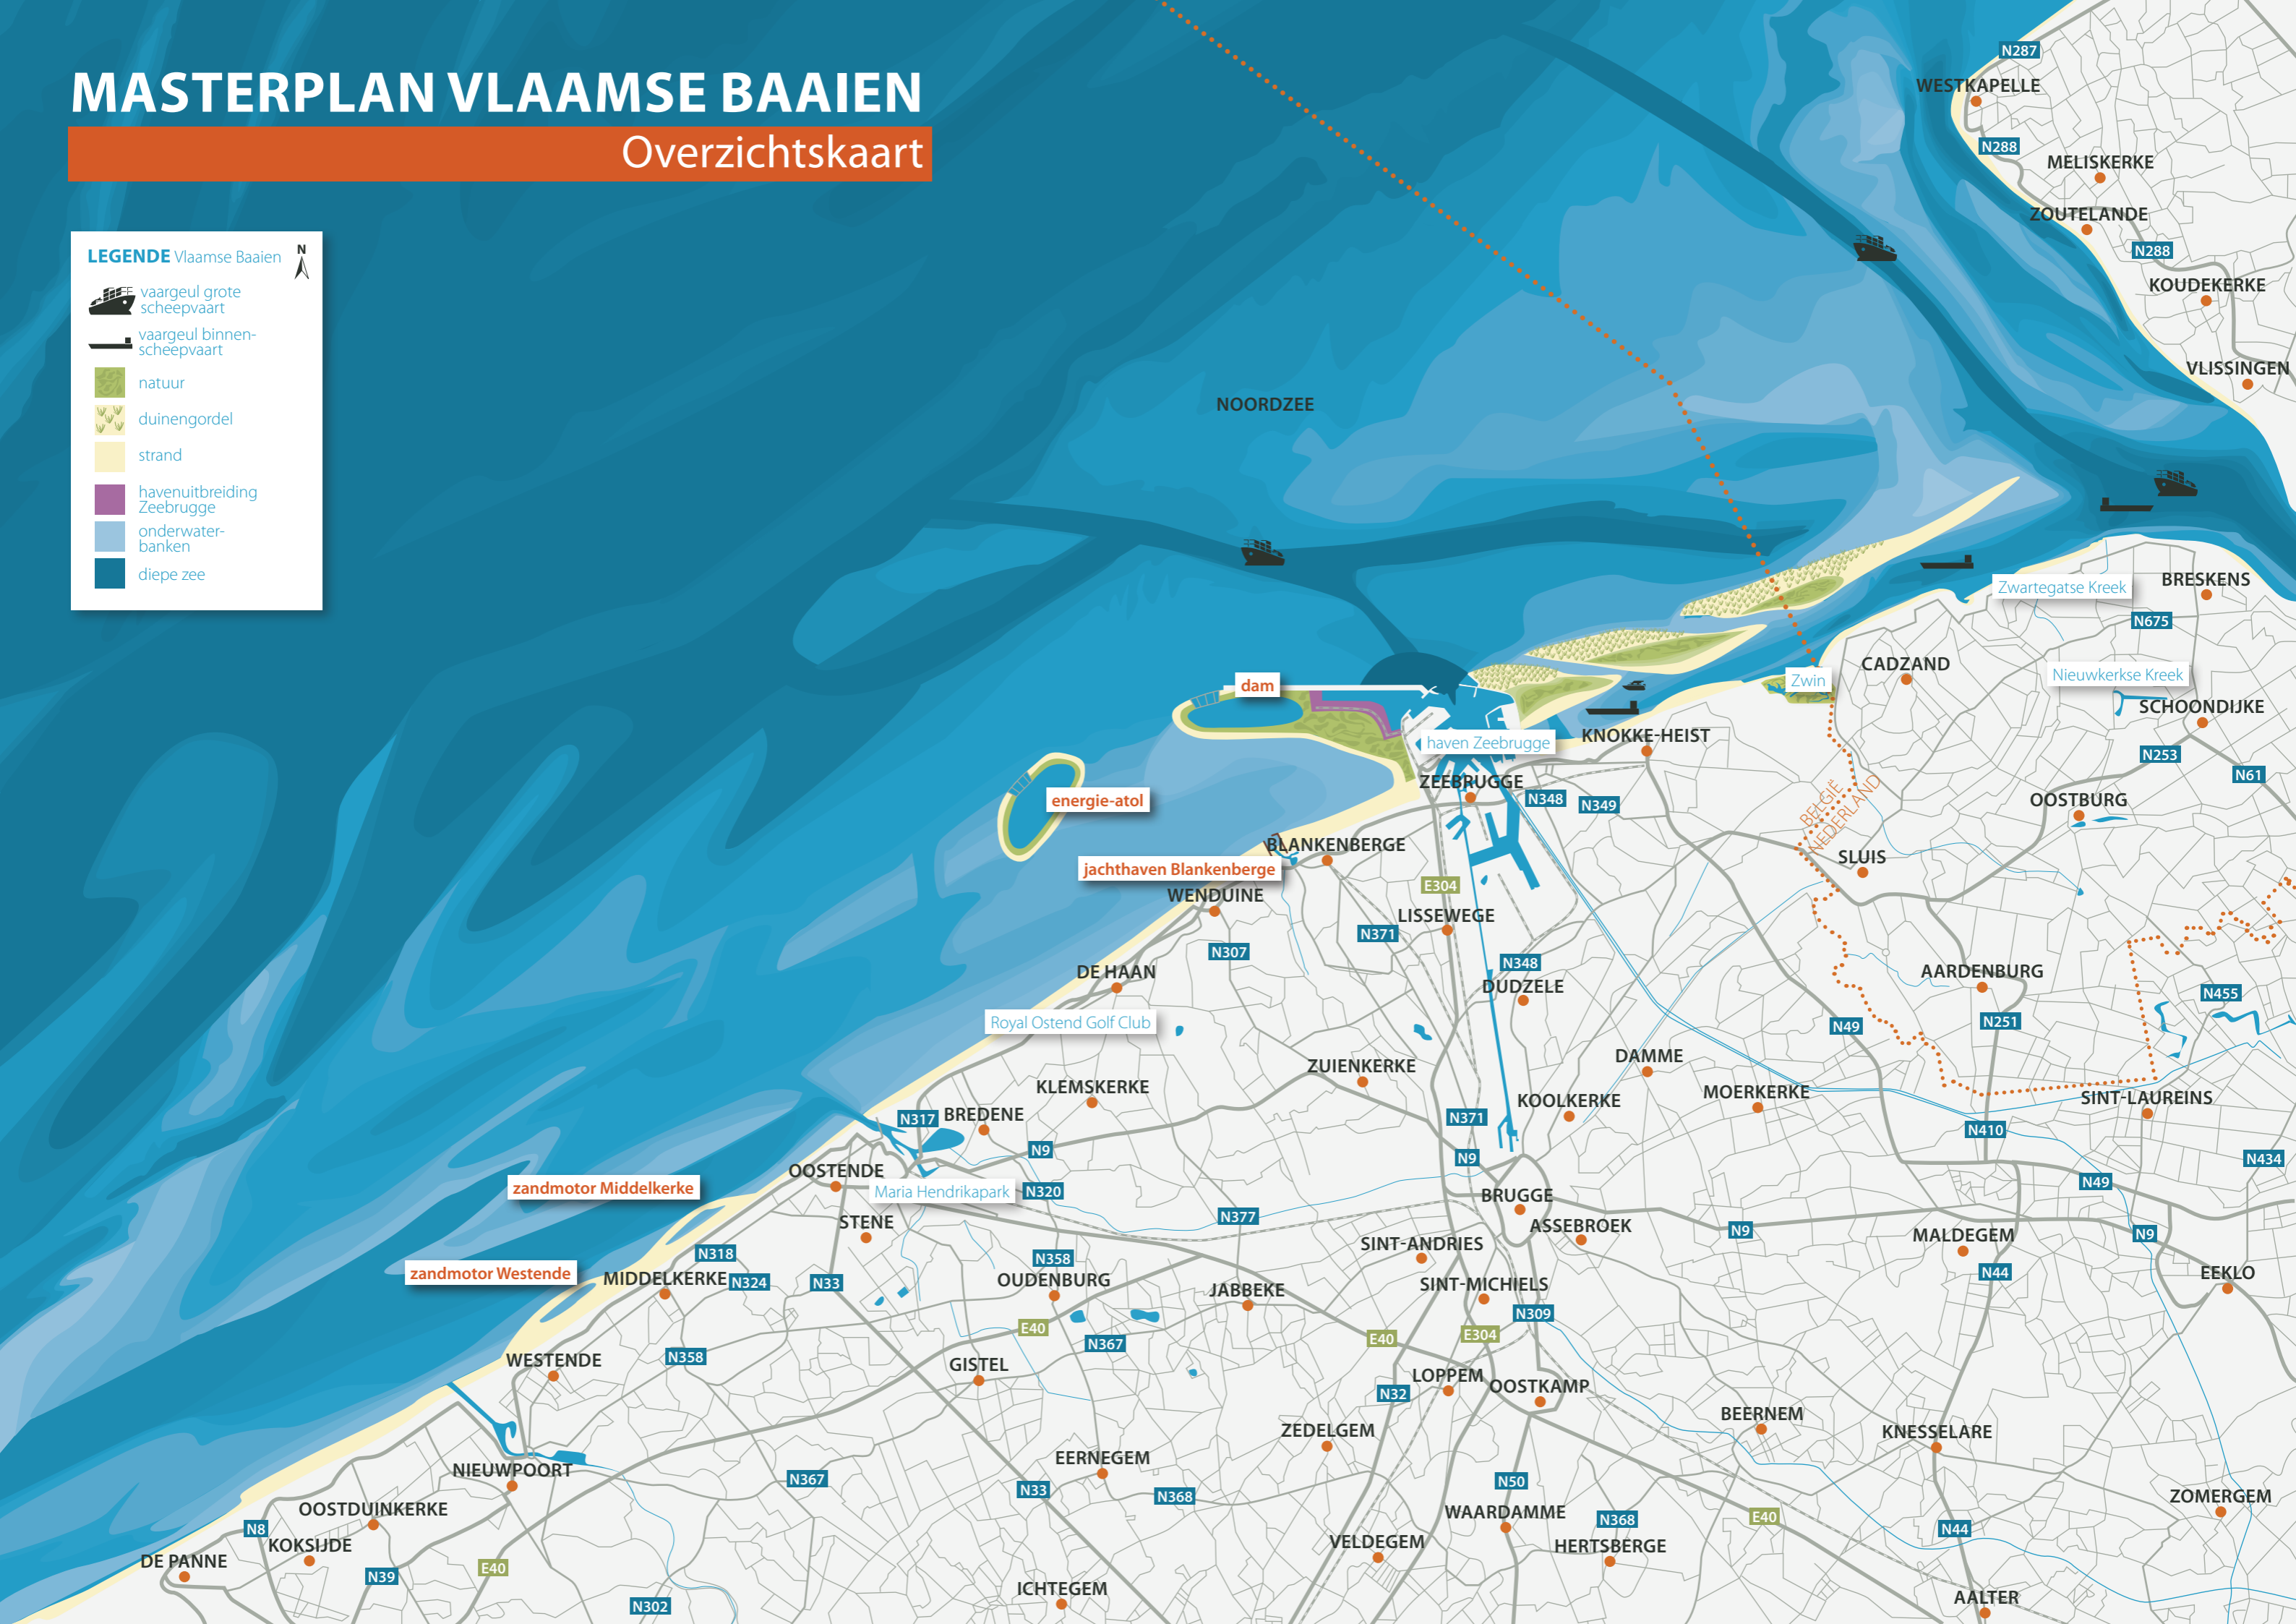 MASTERPLAN VLAAMSE BAAIEN
Overzichtskaart
LEGENDE Vlaamse Baaien
N
vaargeul grote
scheepvaart
vaargeul binnen-
scheepvaart
natuur
duinengordel
strand
havenuitbreiding
Zeebrugge
onderwater-
banken
diepe zee
N287
WESTKAPELLE
N288
MELISKERKE
ZOUTELANDE
N288
KOUDEKERKE
VLISSINGEN
NOORDZEE
Zwartegatse Kreek
BRESKENS
N675
CADZAND
Zwin
Nieuwkerkse Kreek
SCHOONDIJKE
dam
haven Zeebrugge
KNOKKE-HEIST
N253
N61
ZEEBRUGGE
N348
N349
energie-atol
BELGIË
NEDERLAND
OOSTBURG
BLANKENBERGE
SLUIS
jachthaven Blankenberge
E304
WENDUINE
LISSEWEGE
N371
N307
N348
DE HAAN
DUDZELE
AARDENBURG
N455
Royal Ostend Golf Club
N49
N251
DAMME
ZUIENKERKE
KLEMSKERKE
MOERKERKE
SINT-LAUREINS
N317
BREDENE
N371
KOOLKERKE
N410
N9
N9
N434
OOSTENDE
zandmotor Middelkerke
Maria Hendrikapark
N320
N49
BRUGGE
STENE
N377
ASSEBROEK
N9
MALDEGEM
N9
SINT-ANDRIES
N318
N358
zandmotor Westende
MIDDELKERKE
N324
N33
OUDENBURG
JABBEKE
SINT-MICHIELS
N44
EEKLO
N309
E40
E40
E304
N367
N358
WESTENDE
GISTEL
LOPPEM
OOSTKAMP
N32
BEERNEM
ZEDELGEM
KNESSELARE
EERNEGEM
NIEUWPOORT
N367
N33
N368
N50
ZOMERGEM
OOSTDUINKERKE
WAARDAMME
N368
E40
N8
N44
KOKSIJDE
VELDEGEM
HERTSBERGE
DE PANNE
N39
E40
ICHTEGEM
AALTER
N302